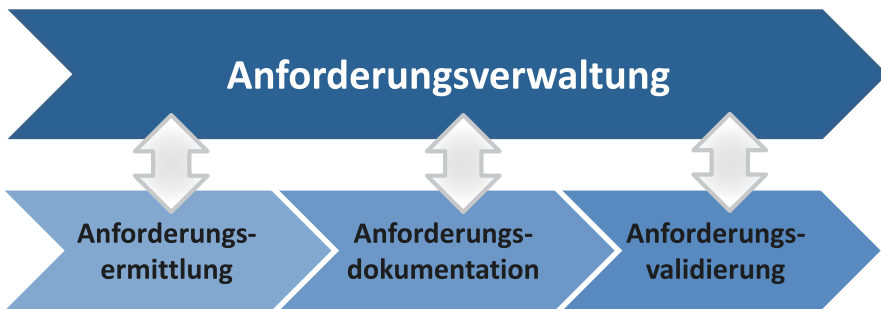 Anforderungsverwaltung
Anforderungs-
ermittlung
Anforderungs-
dokumentation
Anforderungs-
validierung